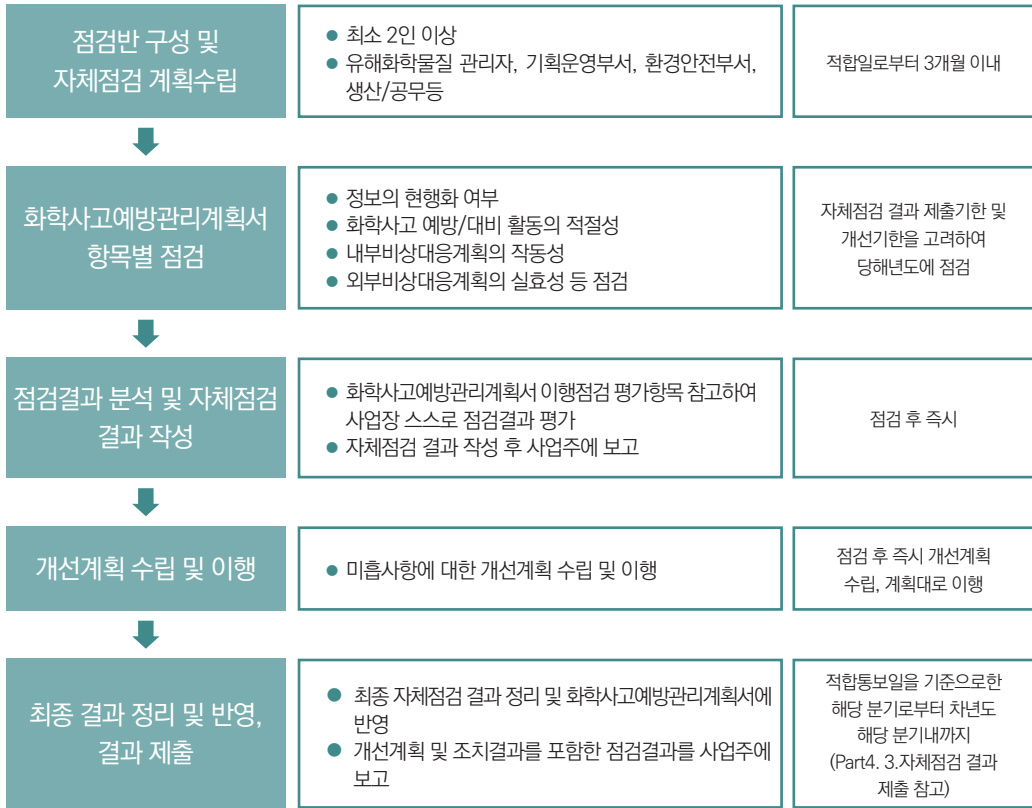 점검반 구성 및
자체점검 계획수립
● 최소 2인 이상
● 유해화학물질 관리자, 기획운영부서, 환경안전부서,
생산/공무등
적합일로부터 3개월 이내
화학사고예방관리계획서
항목별 점검
● 정보의 현행화 여부
● 화학사고 예방/대비 활동의 적절성
● 내부비상대응계획의 작동성
● 외부비상대응계획의 실효성 등 점검
자체점검 결과 제출기한 및
개선기한을 고려하여
당해년도에 점검
점검결과 분석 및 자체점검
결과 작성
● 화학사고예방관리계획서 이행점검 평가항목 참고하여
사업장 스스로 점검결과 평가
● 자체점검 결과 작성 후 사업주에 보고
점검 후 즉시
개선계획 수립 및 이행
● 미흡사항에 대한 개선계획 수립 및 이행
점검 후 즉시 개선계획
수립, 계획대로 이행
최종 결과 정리 및 반영,
결과 제출
● 최종 자체점검 결과 정리 및 화학사고예방관리계획서에
반영
● 개선계획 및 조치결과를 포함한 점검결과를 사업주에
보고
적합통보일을 기준으로한
해당 분기로부터 차년도
해당 분기내까지
(Part4. 3.자체점검 결과
제출 참고)